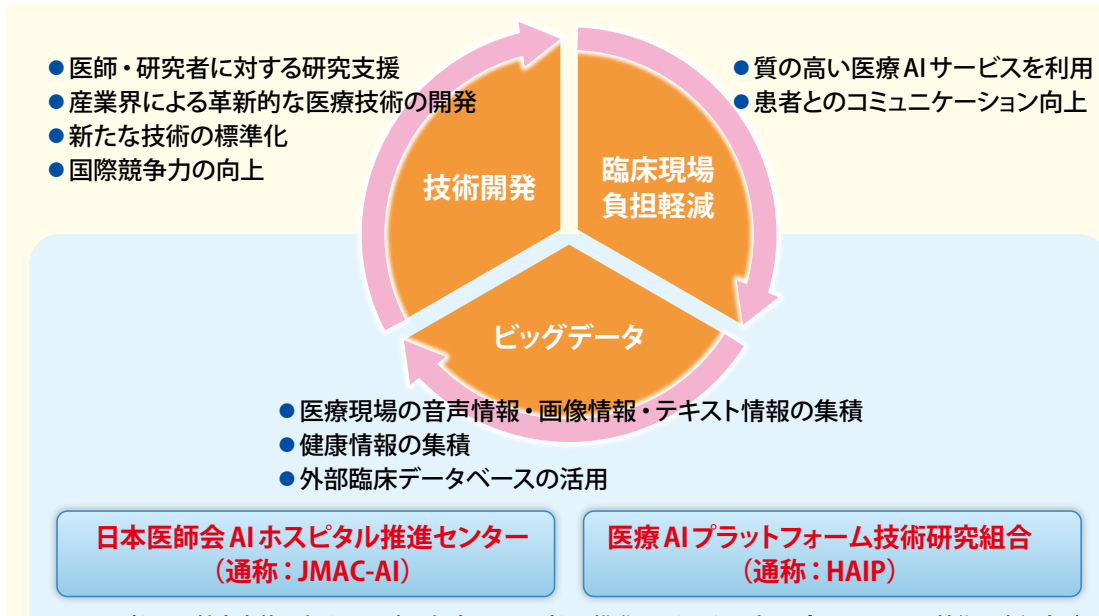 ●医師・研究者に対する研究支援
●産業界による革新的な医療技術の開発
●新たな技術の標準化
●国際競争力の向上
●質の高い医療AIサービスを利用
●患者とのコミュニケーション向上
技術開発
臨床現場
負担軽減
ビッグデータ
●医療現場の音声情報・画像情報・テキスト情報の集積
●健康情報の集積
●外部臨床データベースの活用
日本医師会AIホスピタル推進センター
（通称：JMAC-AI）
医療AIプラットフォーム技術研究組合
（通称：HAIP）